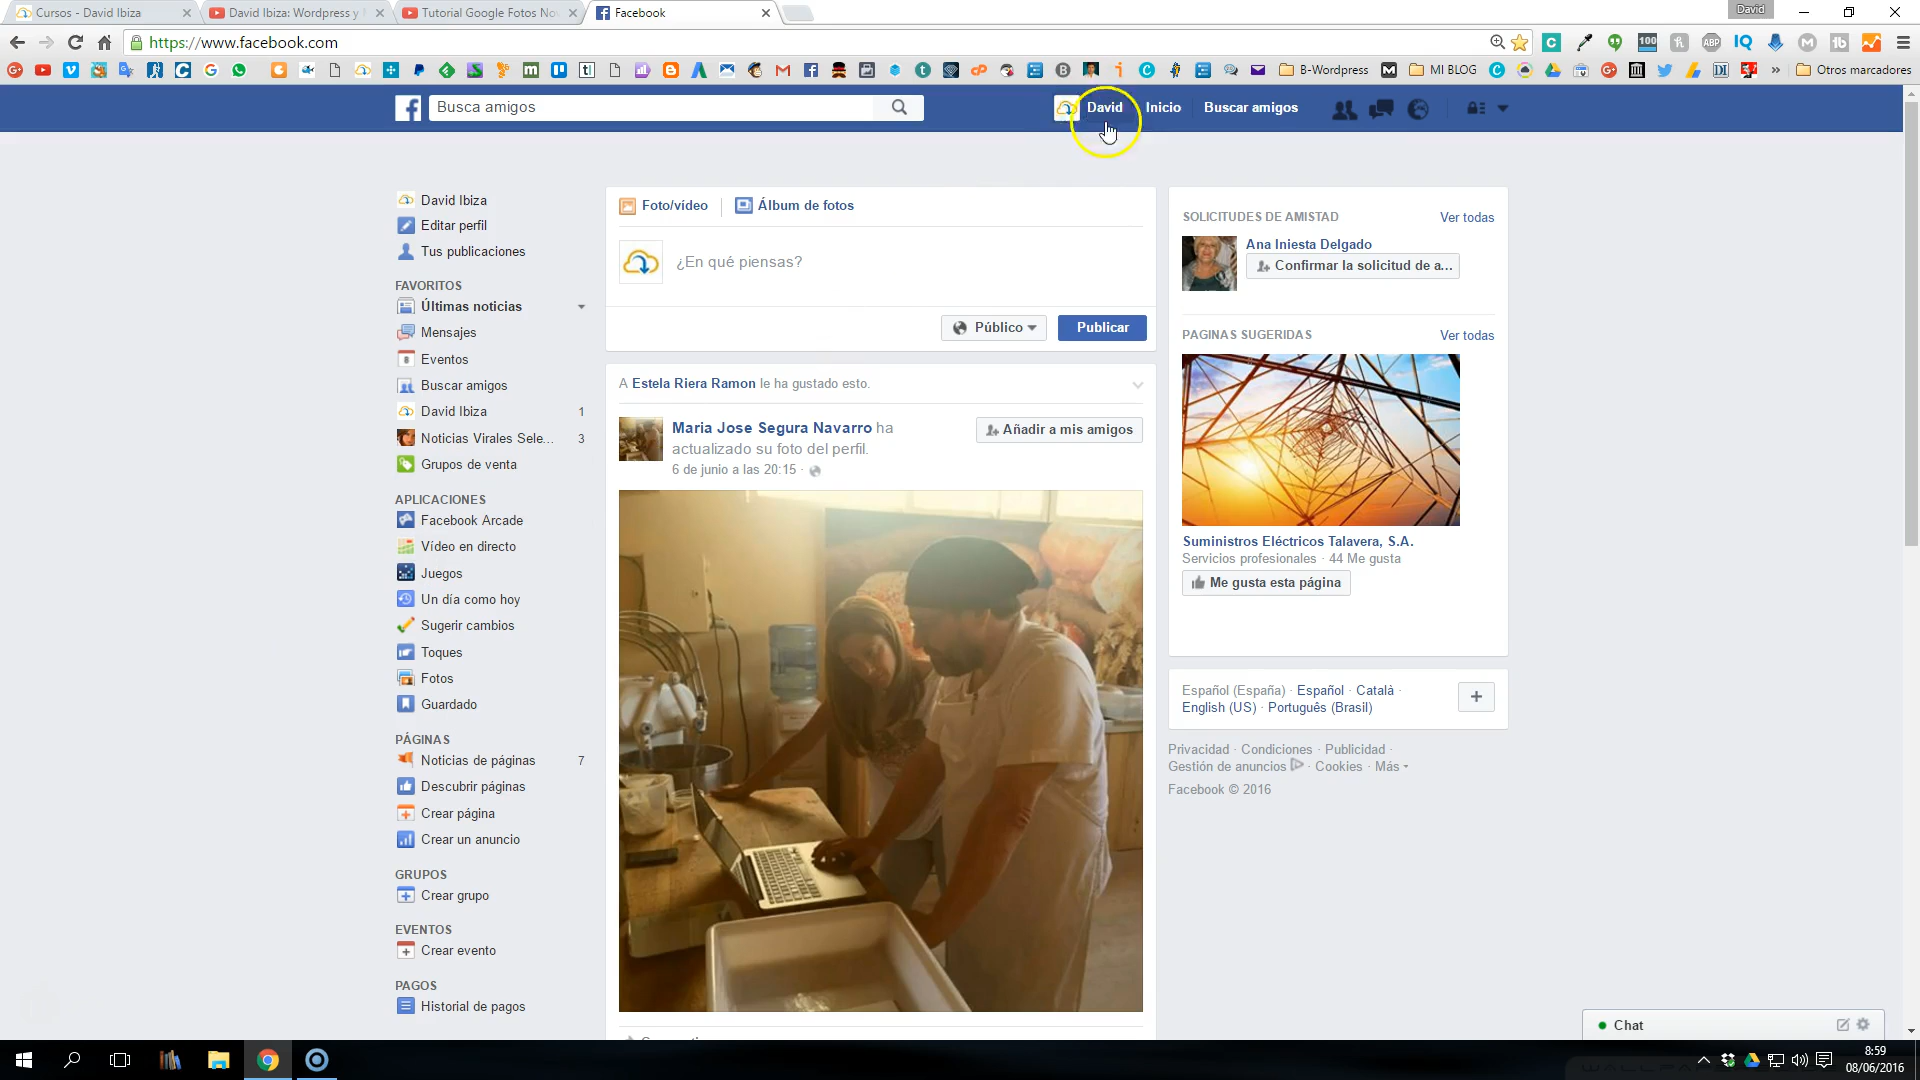 Cursos - David Ibiza
David Ibiza: Wordpress y
Tutorial Google Fotos No
Facebook
David
https://www.facebook.com
B-Wordpress
MI BLOG
Otros marcadores
Busca amigos
David
Inicio
Buscar amigos
David Ibiza
Editar perfil
Tus publicaciones
FAVORITOS
Últimas noticias
Mensajes
Eventos
Buscar amigos
David Ibiza 1
Noticias Virales Sele... 3
Grupos de venta
APLICACIONES
Facebook Arcade
Vídeo en directo
Juegos
Un día como hoy
Sugerir cambios
Toques
Fotos
Guardado
PÁGINAS
Noticias de páginas 7
Descubrir páginas
Crear página
Crear un anuncio
GRUPOS
Crear grupo
EVENTOS
Crear evento
PAGOS
Historial de pagos
Foto/vídeo
Álbum de fotos
¿En qué piensas?
Público
Publicar
A Estela Riera Ramon le ha gustado esto.
Maria Jose Segura Navarro ha
actualizado su foto del perfil.
6 de junio a las 20:15 ·
Añadir a mis amigos
SOLICITUDES DE AMISTAD
Ver todas
Ana Iniesta Delgado
Confirmar la solicitud de a...
PAGINAS SUGERIDAS
Ver todas
Suministros Eléctricos Talavera, S.A.
Servicios profesionales · 44 Me gusta
Me gusta esta página
Español (España) · Español · Català ·
English (US) · Português (Brasil)
Privacidad · Condiciones · Publicidad ·
Gestión de anuncios · Cookies · Más
Facebook © 2016
Chat
8:59
08/06/2016